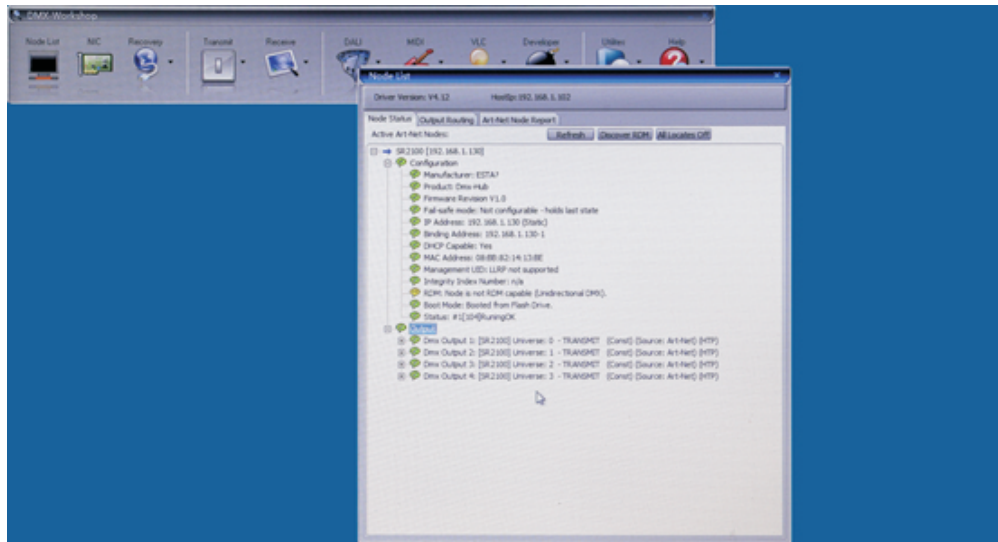 DMX-Workshop
Node List NIC Recovery Transmit Receive DALI MIDI VLC Developer Utilities Help
Node List
Driver Version: V4.12 HostIp:192.168.1.102
Node Status Output Routing Art-Net Node Report
Active Art-Net Nodes: Refresh Discover RDM All Locates Off
SR2100 [192.168.1.130]
Configuration
Manufacturer: ESTA?
Product: Dmx Hub
Firmware Revision V1.0
Fail-safe mode: Not configurable - holds last state
IP Address: 192.168.1.130 (Static)
Binding Address: 192.168.1.130-1
DHCP Capable: Yes
MAC Address: 08:BB:82:14:13:BE
Management UID: LLRP not supported
Integrity Index Number: n/a
RDM: Node is not RDM capable (Unidirectional DMX).
Boot Mode: Booted from Flash Drive.
Status: #1[104]RuningOK
Output
Dmx Output 1: [SR2100] Universe: 0 - TRANSMIT (Const) (Source: Art-Net) (HTP)
Dmx Output 2: [SR2100] Universe: 1 - TRANSMIT (Const) (Source: Art-Net) (HTP)
Dmx Output 3: [SR2100] Universe: 2 - TRANSMIT (Const) (Source: Art-Net) (HTP)
Dmx Output 4: [SR2100] Universe: 3 - TRANSMIT (Const) (Source: Art-Net) (HTP)